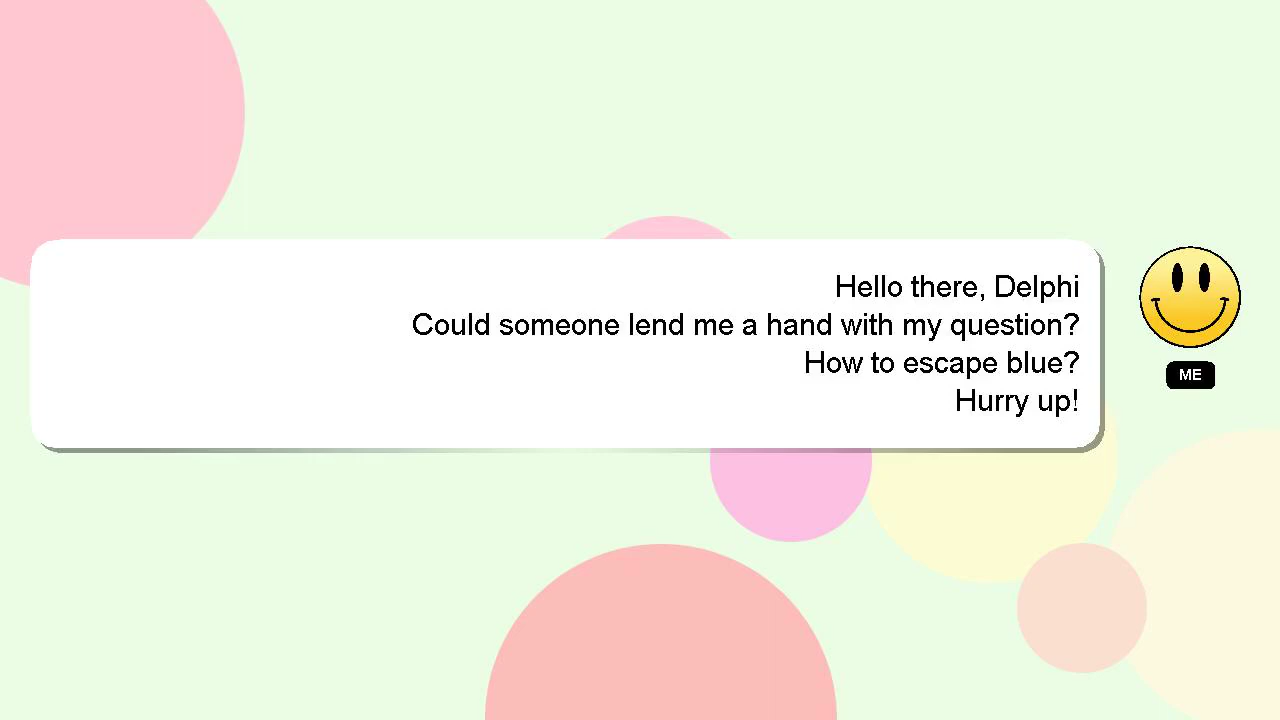 Hello there, Delphi
Could someone lend me a hand with my question?
How to escape blue?
Hurry up!
ME